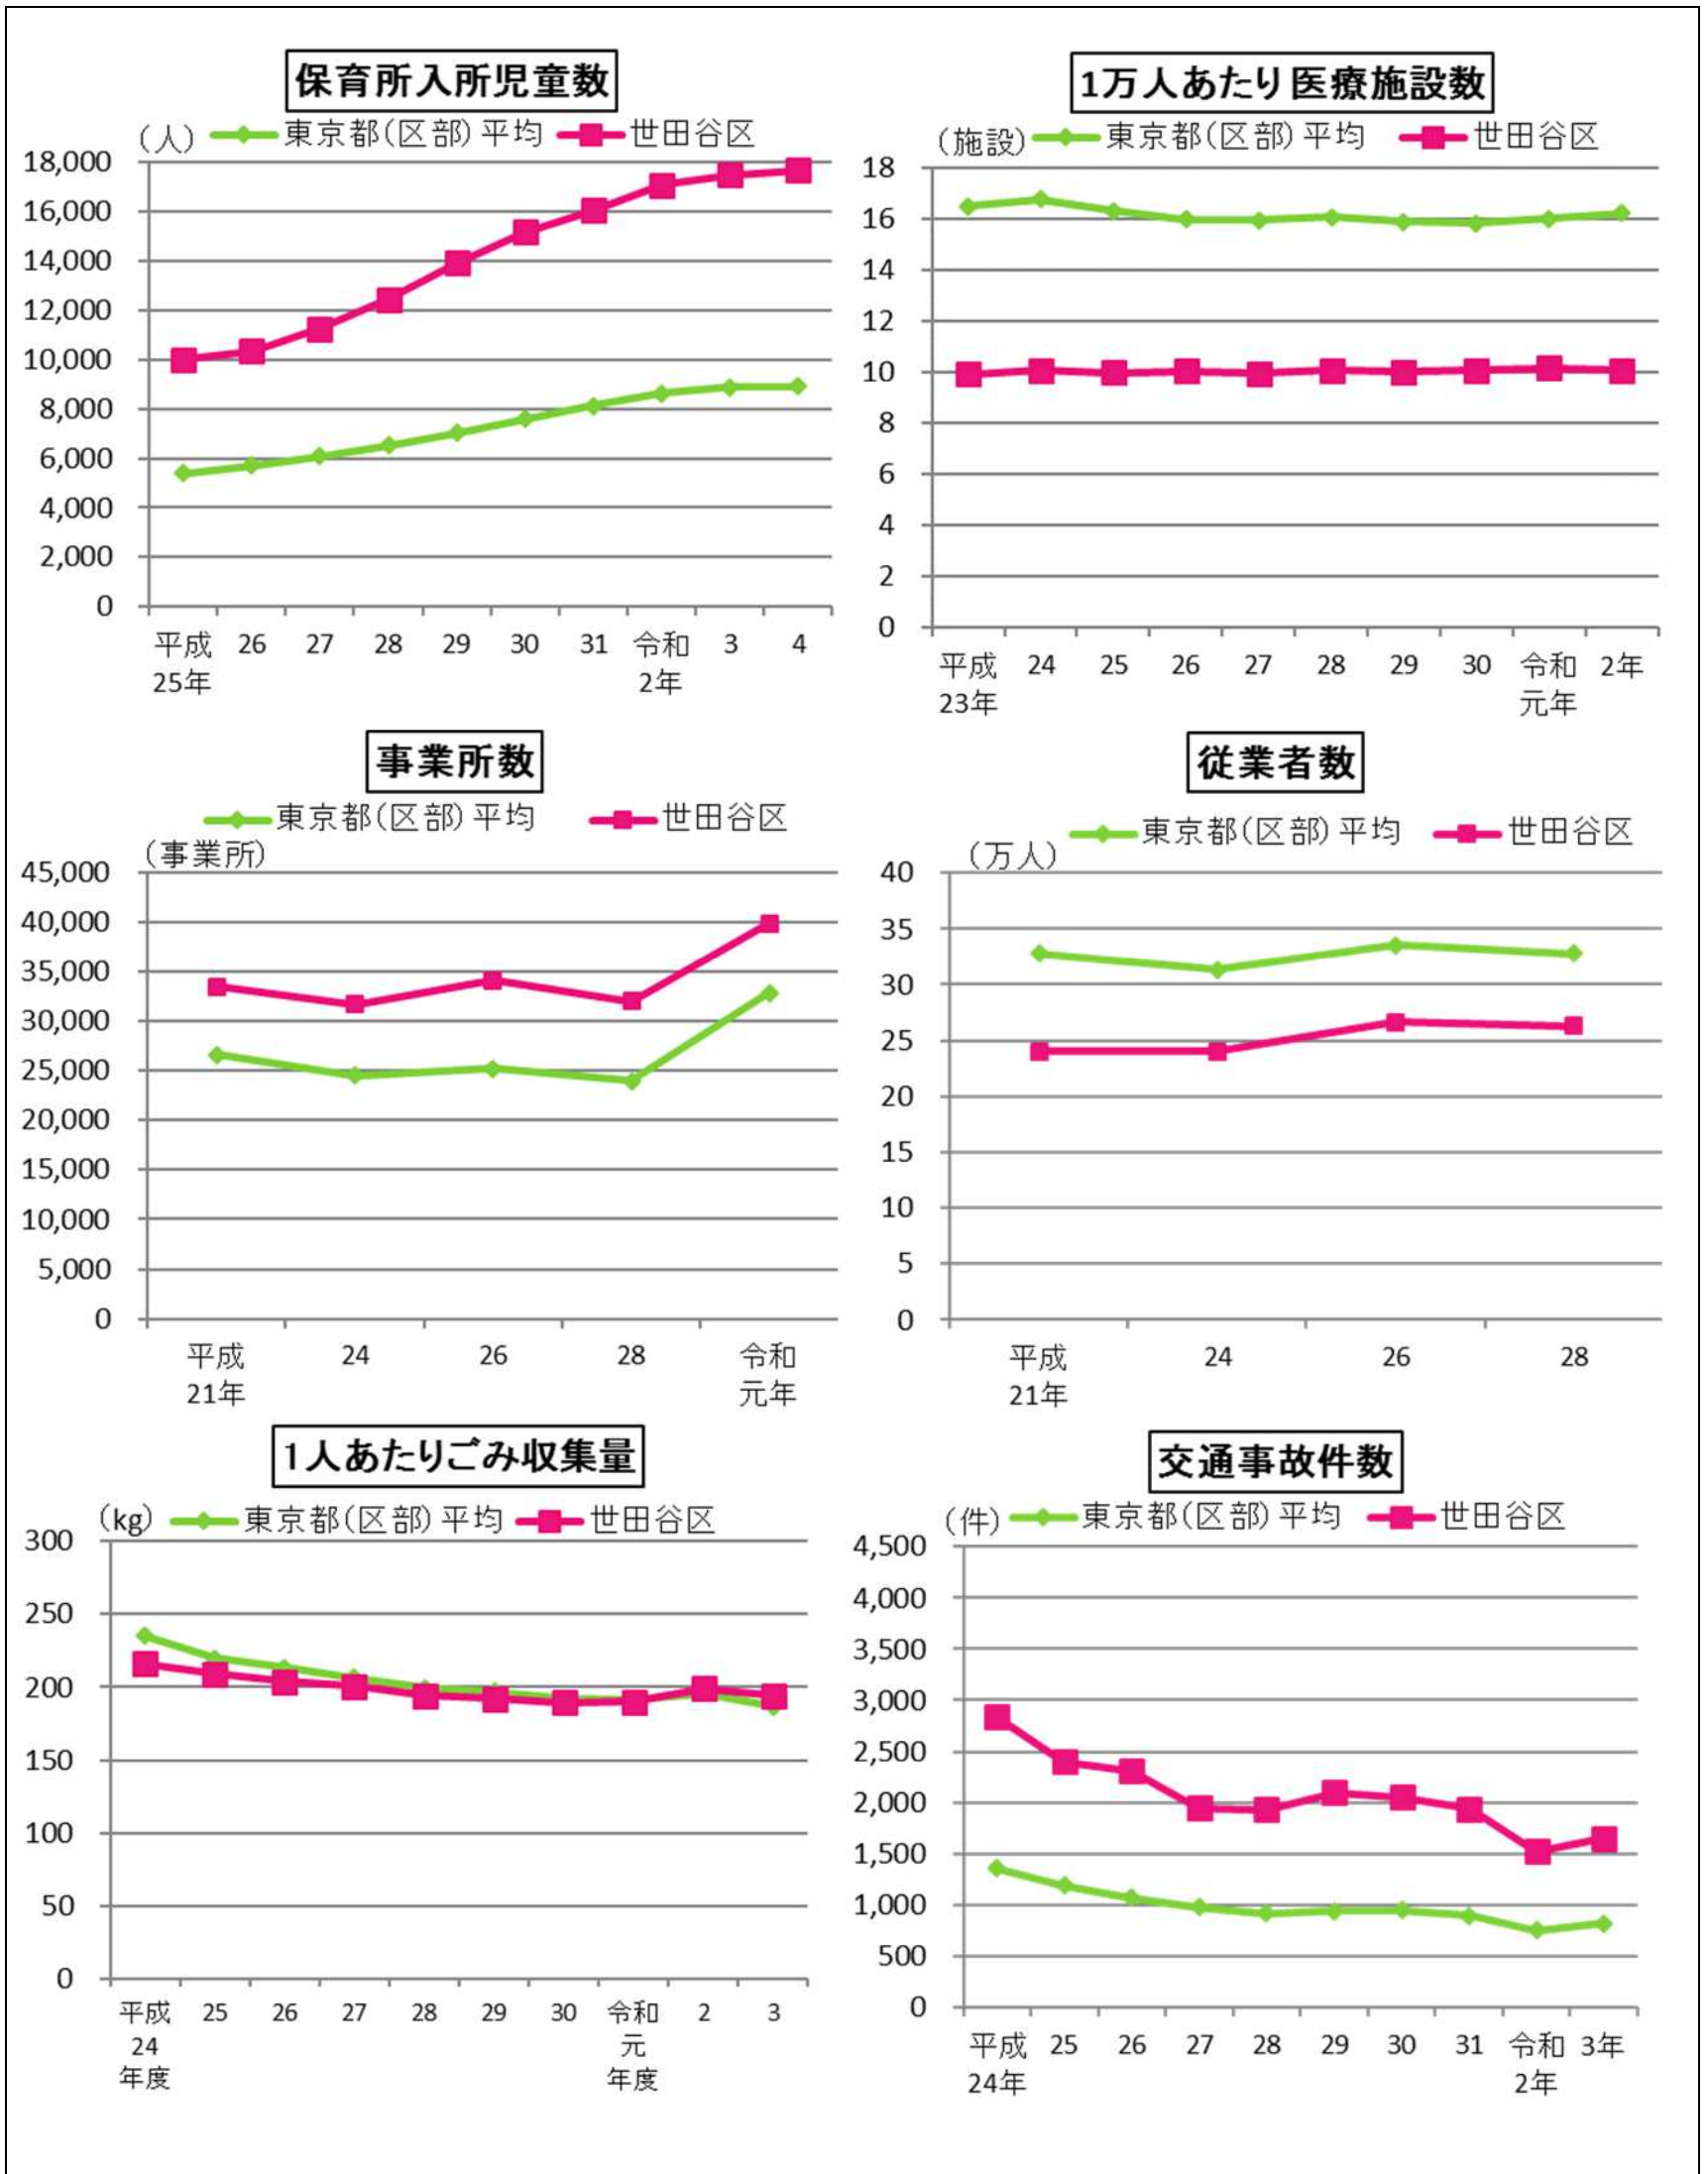 保育所入所児童数
(人) 東京都(区部)平均 世田谷区
18,000
16,000
14,000
12,000
10,000
8,000
6,000
4,000
2,000
0
平成 26 27 28 29 30 31 令和 3 4
25年 2年
1万人あたり医療施設数
(施設) 東京都(区部)平均 世田谷区
18
16
14
12
10
8
6
4
2
0
平成 24 25 26 27 28 29 30 令和 2年
23年 元年
事業所数
東京都(区部)平均 世田谷区
(事業所)
45,000
40,000
35,000
30,000
25,000
20,000
15,000
10,000
5,000
0
平成 24 26 28 令和
21年 元年
従業者数
東京都(区部)平均 世田谷区
(万人)
40
35
30
25
20
15
10
5
0
平成 24 26 28
21年
1人あたりごみ収集量
(kg) 東京都(区部)平均 世田谷区
300
250
200
150
100
50
0
平成 25 26 27 28 29 30 令和 2 3
24 元
年度 年度
交通事故件数
(件) 東京都(区部)平均 世田谷区
4,500
4,000
3,500
3,000
2,500
2,000
1,500
1,000
500
0
平成 25 26 27 28 29 30 31 令和 3年
24年 2年